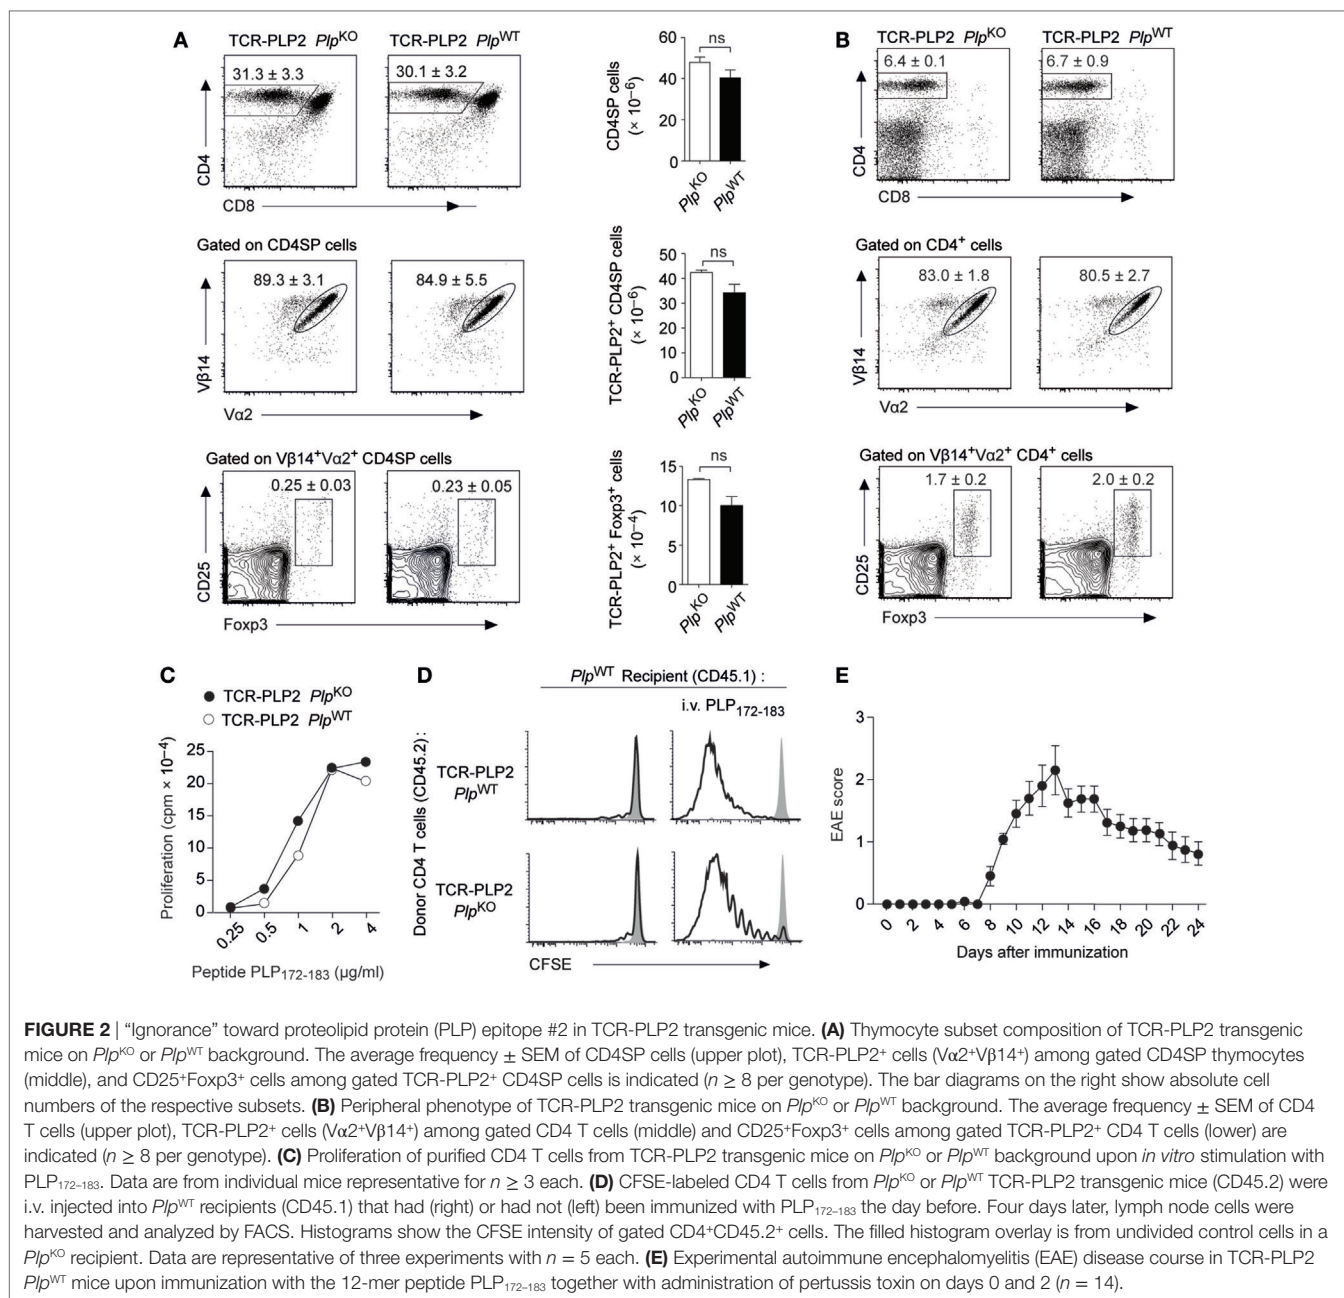 A
TCR-PLP2 PlpKO
TCR-PLP2 PlpWT
31.3 ± 3.3
30.1 ± 3.2
CD4
CD8
60
40
20
0
CD4SP cells
(× 10–6)
ns
PlpKO
PlpWT
Gated on CD4SP cells
89.3 ± 3.1
84.9 ± 5.5
Vβ14
Vα2
50
40
30
20
10
0
TCR-PLP2+ CD4SP cells
(× 10–6)
ns
PlpKO
PlpWT
Gated on Vβ14+Vα2+ CD4SP cells
0.25 ± 0.03
0.23 ± 0.05
CD25
Foxp3
15
10
5
0
TCR-PLP2+ Foxp3+ cells
(× 10–4)
ns
PlpKO
PlpWT
B
TCR-PLP2 PlpKO
TCR-PLP2 PlpWT
6.4 ± 0.1
6.7 ± 0.9
CD4
CD8
Gated on CD4+ cells
83.0 ± 1.8
80.5 ± 2.7
Vβ14
Vα2
Gated on Vβ14+Vα2+ CD4+ cells
1.7 ± 0.2
2.0 ± 0.2
CD25
Foxp3
C
TCR-PLP2 PlpKO
TCR-PLP2 PlpWT
Proliferation (cpm × 10–4)
25
20
15
10
5
0
0.25
0.5
1
2
4
Peptide PLP172-183 (μg/ml)
D
PlpWT Recipient (CD45.1) :
i.v. PLP172-183
Donor CD4 T cells (CD45.2) :
TCR-PLP2
PlpWT
TCR-PLP2
PlpKO
CFSE
E
EAE score
3
2
1
0
0
2
4
6
8
10
12
14
16
18
20
22
24
Days after immunization
FIGURE 2 | “Ignorance” toward proteolipid protein (PLP) epitope #2 in TCR-PLP2 transgenic mice. (A) Thymocyte subset composition of TCR-PLP2 transgenic
mice on PlpKO or PlpWT background. The average frequency ± SEM of CD4SP cells (upper plot), TCR-PLP2+ cells (Vα2+Vβ14+) among gated CD4SP thymocytes
(middle), and CD25+Foxp3+ cells among gated TCR-PLP2+ CD4SP cells is indicated (n ≥ 8 per genotype). The bar diagrams on the right show absolute cell
numbers of the respective subsets. (B) Peripheral phenotype of TCR-PLP2 transgenic mice on PlpKO or PlpWT background. The average frequency ± SEM of CD4
T cells (upper plot), TCR-PLP2+ cells (Vα2+Vβ14+) among gated CD4 T cells (middle) and CD25+Foxp3+ cells among gated TCR-PLP2+ CD4 T cells (lower) are
indicated (n ≥ 8 per genotype). (C) Proliferation of purified CD4 T cells from TCR-PLP2 transgenic mice on PlpKO or PlpWT background upon in vitro stimulation with
PLP172–183. Data are from individual mice representative for n ≥ 3 each. (D) CFSE-labeled CD4 T cells from PlpKO or PlpWT TCR-PLP2 transgenic mice (CD45.2) were
i.v. injected into PlpWT recipients (CD45.1) that had (right) or had not (left) been immunized with PLP172–183 the day before. Four days later, lymph node cells were
harvested and analyzed by FACS. Histograms show the CFSE intensity of gated CD4+CD45.2+ cells. The filled histogram overlay is from undivided control cells in a
PlpKO recipient. Data are representative of three experiments with n = 5 each. (E) Experimental autoimmune encephalomyelitis (EAE) disease course in TCR-PLP2
PlpWT mice upon immunization with the 12-mer peptide PLP172–183 together with administration of pertussis toxin on days 0 and 2 (n = 14).